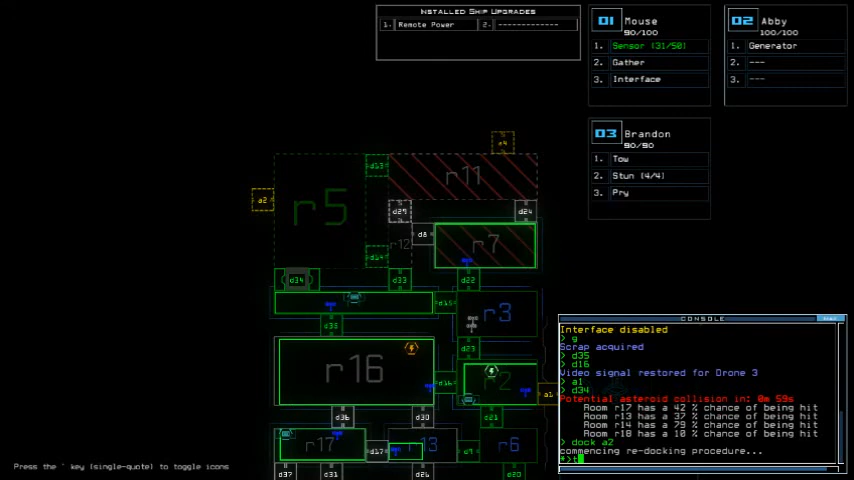 INSTALLED SHIP UPGRADES
1. Remote Power 2. --------------
01 Mouse
90/100
1. Sensor [31/50]
2. Gather
3. Interface
02 Abby
100/100
1. Generator
2. ---
3. ---
03 Brandon
90/90
1. Tow
2. Stun [4/4]
3. Pry
a4
d13
r11
a2
r5
d29
d24
d8
r12
r7
d14
d34
d33
d22
d15
r3
d35
d23
r16
r2
d16
a1
d36
d30
d21
r17
d17
r13
d9
r6
d37
d31
d26
d20
CONSOLE
Interface disabled
> g
Scrap acquired
> d35
> d16
Video signal restored for Drone 3
> a1
> d34
Potential asteroid collision in: 0m 59s
Room r17 has a 42 % chance of being hit
Room r13 has a 37 % chance of being hit
Room r14 has a 79 % chance of being hit
Room r18 has a 10 % chance of being hit
> dock a2
commencing re-docking procedure...
*>t
Press the ' key (single-quote) to toggle icons